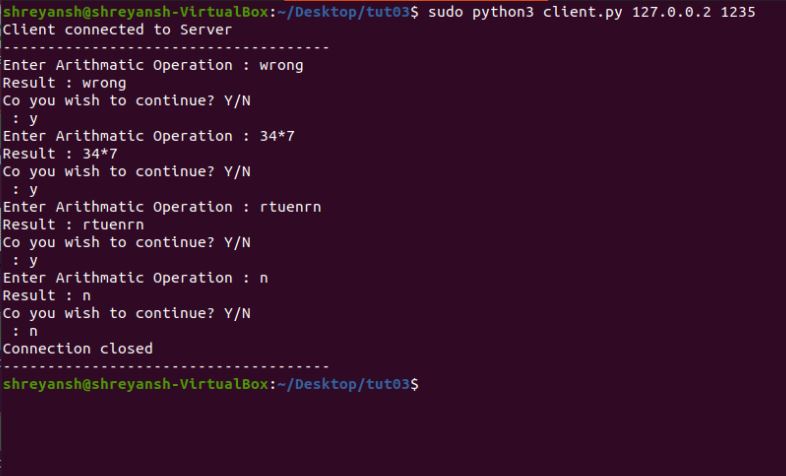 shreyansh@shreyansh-VirtualBox:~/Desktop/tut03$ sudo python3 client.py 127.0.0.2 1235
Client connected to Server
-------------------------------------
Enter Arithmatic Operation : wrong
Result : wrong
Co you wish to continue? Y/N
 : y
Enter Arithmatic Operation : 34*7
Result : 34*7
Co you wish to continue? Y/N
 : y
Enter Arithmatic Operation : rtuenrn
Result : rtuenrn
Co you wish to continue? Y/N
 : y
Enter Arithmatic Operation : n
Result : n
Co you wish to continue? Y/N
 : n
Connection closed
-------------------------------------
shreyansh@shreyansh-VirtualBox:~/Desktop/tut03$